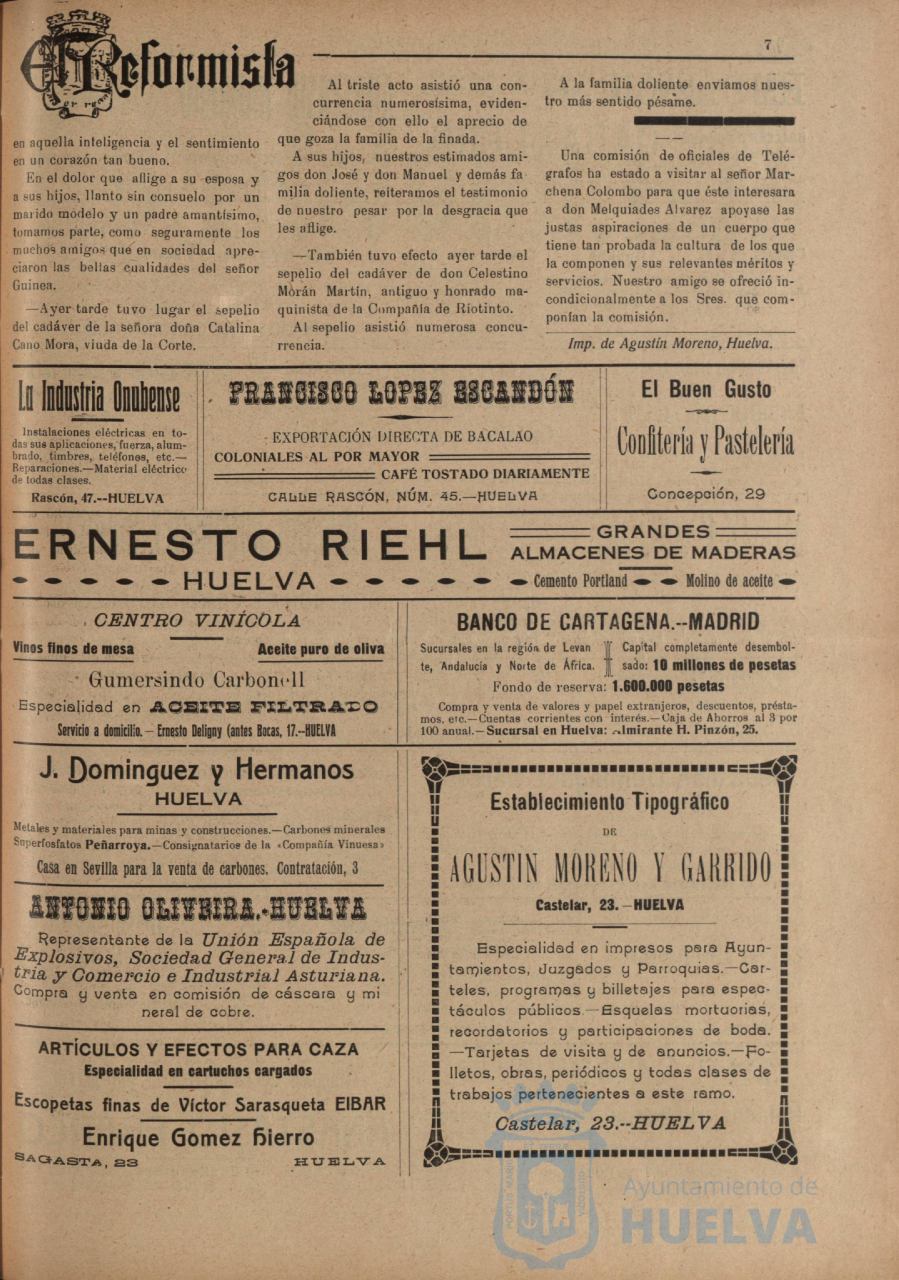 El Reformista
7
en aquella inteligencia y el sentimiento
en un corazón tan bueno.
En el dolor que aflige a su esposa y
a sus hijos, llanto sin consuelo por un
marido modelo y un padre amantísimo,
tomamos parte, como seguramente los
muchos amigos que en sociedad apre-
ciaron las bellas cualidades del señor
Guinea.
—Ayer tarde tuvo lugar el sepelio
del cadáver de la señora doña Catalina
Cano Mora, viuda de la Corte.
Al triste acto asistió una con-
currencia numerosísima, eviden-
ciándose con ello el aprecio de
que goza la familia de la finada.
A sus hijos, nuestros estimados ami-
gos don José y don Manuel y demás fa
milia doliente, reiteramos el testimonio
de nuestro pesar por la desgracia que
les aflige.
—También tuvo efecto ayer tarde el
sepelio del cadáver de don Celestino
Morán Martín, antiguo y honrado ma-
quinista de la Compañía de Riotinto.
Al sepelio asistió numerosa concu-
rrencia.
A la familia doliente enviamos nues-
tro más sentido pésame.
Una comisión de oficiales de Telé-
grafos ha estado a visitar al señor Mar-
chena Colombo para que éste interesara
a don Melquiades Alvarez apoyase las
justas aspiraciones de un cuerpo que
tiene tan probada la cultura de los que
la componen y sus relevantes méritos y
servicios. Nuestro amigo se ofreció in-
condicionalmente a los Sres. que com-
ponían la comisión.
Imp. de Agustín Moreno, Huelva.
La Industria Onubense
Instalaciones eléctricas en to-
das sus aplicaciones, fuerza, alum-
brado, timbres, teléfonos, etc.—
Reparaciones.—Material eléctrico
de todas clases.
Rascón, 47.--HUELVA
FRANCISCO LOPEZ ESCANDÓN
EXPORTACIÓN DIRECTA DE BACALAO
COLONIALES AL POR MAYOR
CAFÉ TOSTADO DIARIAMENTE
CALLE RASCÓN, NÚM. 45.—HUELVA
El Buen Gusto
Confitería y Pastelería
Concepción, 29
ERNESTO RIEHL
HUELVA
GRANDES
ALMACENES DE MADERAS
Cemento Portland Molino de aceite
CENTRO VINÍCOLA
Vinos finos de mesa Aceite puro de oliva
Gumersindo Carbonell
Especialidad en ACEITE FILTRADO
Servicio a domicilio.—Ernesto Deligny (antes Bocas, 17.--HUELVA
BANCO DE CARTAGENA.--MADRID
Sucursales en la región de Levan
te, Andalucía y Norte de África.
Capital completamente desembol-
sado: 10 millones de pesetas
Fondo de reserva: 1.600.000 pesetas
Compra y venta de valores y papel extranjeros, descuentos, présta-
mos, etc.—Cuentas corrientes con interés.—Caja de Ahorros al 3 por
100 anual.—Sucursal en Huelva: Almirante H. Pinzón, 25.
J. Dominguez y Hermanos
HUELVA
Metales y materiales para minas y construcciones.—Carbones minerales
Superfosfatos Peñarroya.—Consignatarios de la «Compañía Vinuesa»
Casa en Sevilla para la venta de carbones. Contratación, 3
ANTONIO OLIVEIRA.-HUELVA
Representante de la Unión Española de
Explosivos, Sociedad General de Indus-
tria y Comercio e Industrial Asturiana.
Compra y venta en comisión de cáscara y mi
neral de cobre.
ARTÍCULOS Y EFECTOS PARA CAZA
Especialidad en cartuchos cargados
Escopetas finas de Víctor Sarasqueta EIBAR
Enrique Gomez Hierro
SAGASTA, 23 HUELVA
Establecimiento Tipográfico
DE
AGUSTIN MORENO Y GARRIDO
Castelar, 23.—HUELVA
Especialidad en impresos para Ayun-
tamientos, Juzgados y Parroquias.—Car-
teles, programas y billetajes para espec-
táculos públicos.—Esquelas mortuorias,
recordatorios y participaciones de boda.
—Tarjetas de visita y de anuncios.—Fo-
lletos, obras, periódicos y todas clases de
trabajos pertenecientes a este ramo.
Castelar, 23.--HUELVA
Ayuntamiento de
HUELVA